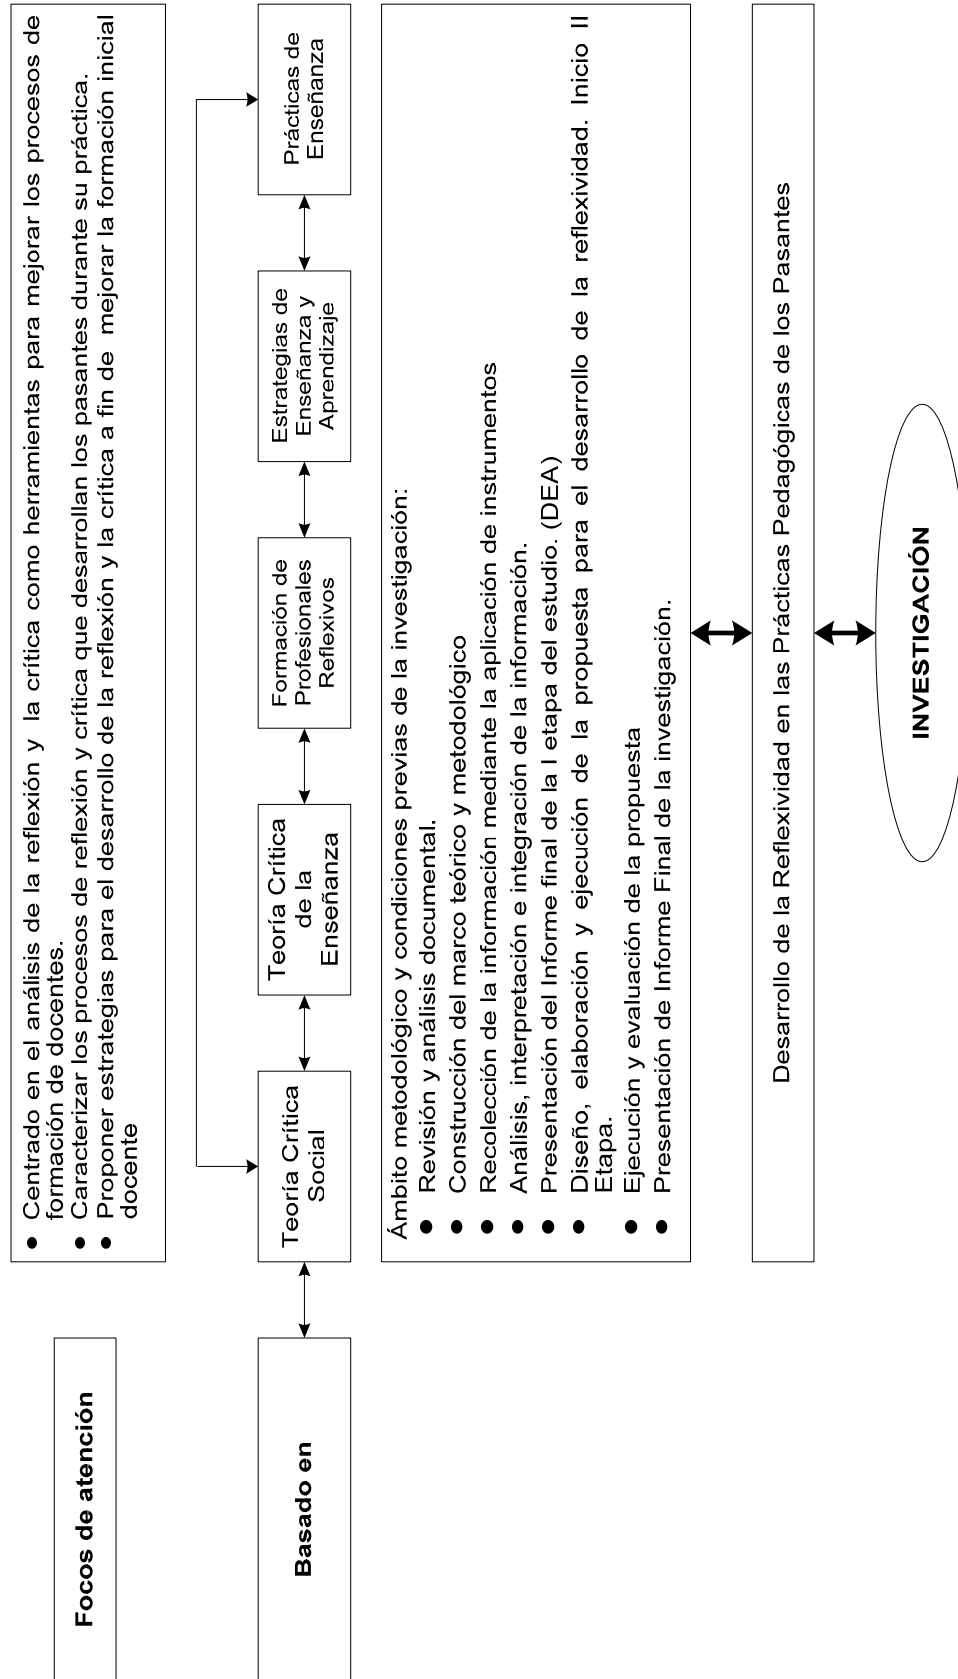 Focos de atención
● Centrado en el análisis de la reflexión y la crítica como herramientas para mejorar los procesos de
formación de docentes.
● Caracterizar los procesos de reflexión y crítica que desarrollan los pasantes durante su práctica.
● Proponer estrategias para el desarrollo de la reflexión y la crítica a fin de mejorar la formación inicial
docente
Basado en
Teoría Crítica
Social
Teoría Crítica
de la
Enseñanza
Formación de
Profesionales
Reflexivos
Estrategias de
Enseñanza y
Aprendizaje
Prácticas de
Enseñanza
Ámbito metodológico y condiciones previas de la investigación:
● Revisión y análisis documental.
● Construcción del marco teórico y metodológico
● Recolección de la información mediante la aplicación de instrumentos
● Análisis, interpretación e integración de la información.
● Presentación del Informe final de la I etapa del estudio. (DEA)
● Diseño, elaboración y ejecución de la propuesta para el desarrollo de la reflexividad. Inicio II
Etapa.
● Ejecución y evaluación de la propuesta
● Presentación de Informe Final de la investigación.
Desarrollo de la Reflexividad en las Prácticas Pedagógicas de los Pasantes
INVESTIGACIÓN